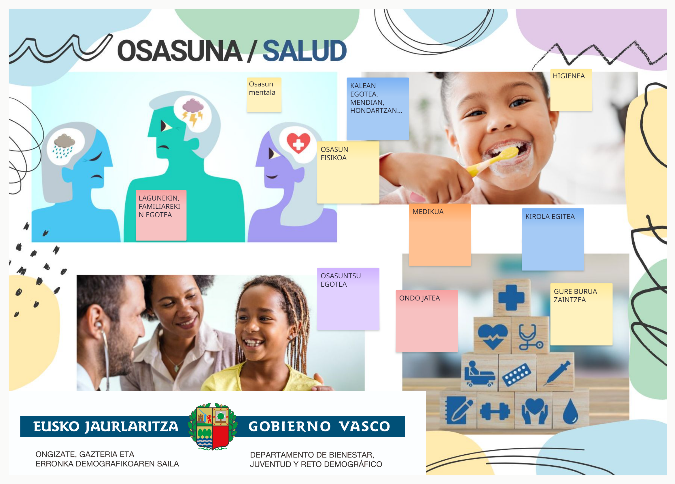 OSASUNA / SALUD
Osasun
mentala
KALEAN
EGOTEA,
MENDIAN,
HONDARTZAN...
HIGIENEA
OSASUN
FISIKOA
LAGUNEKIN,
FAMILIAREKI
N EGOTEA
MEDIKUA
KIROLA EGITEA
OSASUNTSU
EGOTEA
ONDO JATEA
GURE BURUA
ZAINTZEA
EUSKO JAURLARITZA
GOBIERNO VASCO
ONGIZATE, GAZTERIA ETA
ERRONKA DEMOGRAFIKOAREN SAILA
DEPARTAMENTO DE BIENESTAR,
JUVENTUD Y RETO DEMOGRÁFICO